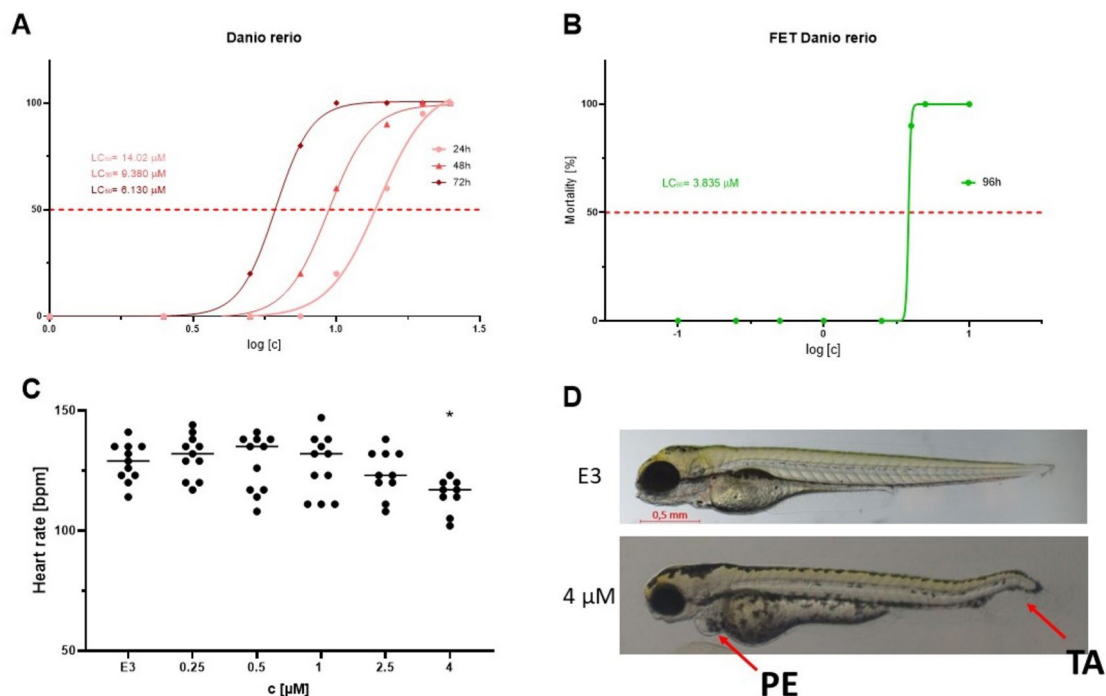 A
Danio rerio
100
50
0
LC₅₀= 14.02 µM
LC₅₀= 9.380 µM
LC₅₀= 6.130 µM
24h
48h
72h
0.0
0.5
1.0
1.5
log [c]
B
FET Danio rerio
Mortality [%]
100
50
0
LC₅₀= 3.835 µM
96h
-1
0
1
log [c]
C
Heart rate [bpm]
150
100
50
*
E3
0.25
0.5
1
2.5
4
c [µM]
D
E3
0,5 mm
4 µM
PE
TA